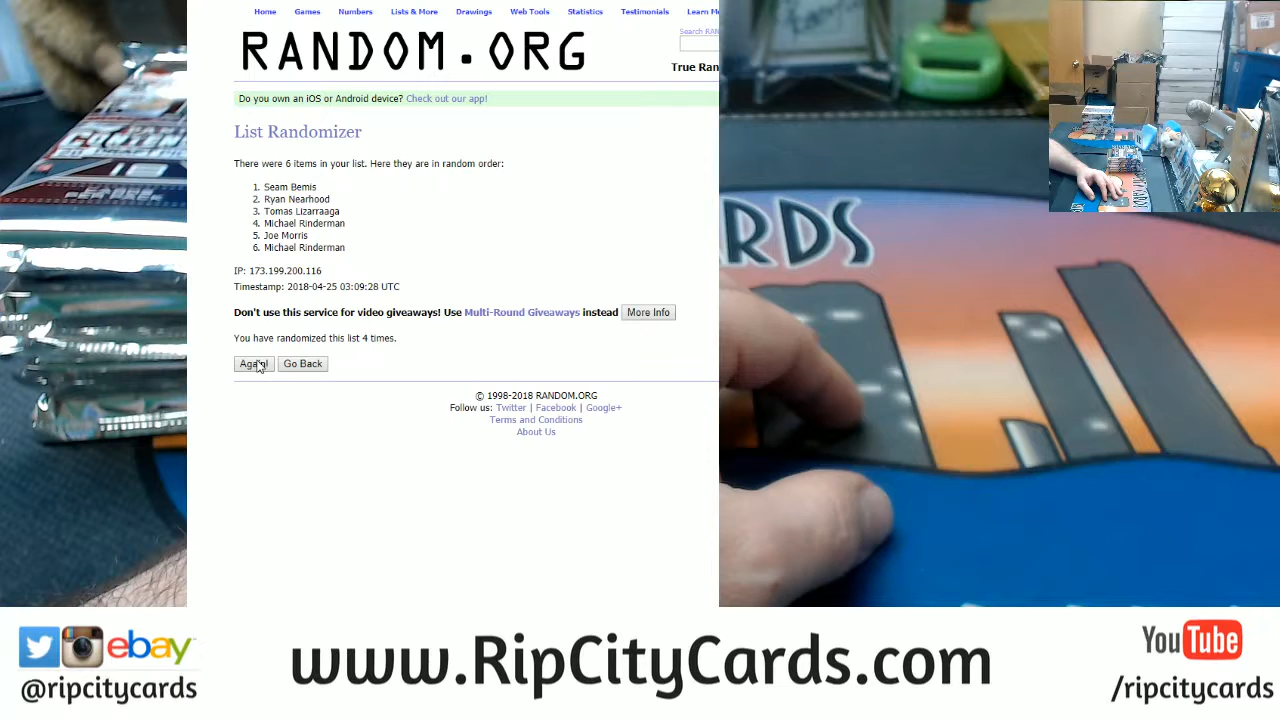 Home Games Numbers Lists & More Drawings Web Tools Statistics Testimonials Learn Mo
RANDOM.ORG
Search RAN
True Ran
Do you own an iOS or Android device? Check out our app!
List Randomizer
There were 6 items in your list. Here they are in random order:
1. Seam Bemis
2. Ryan Nearhood
3. Tomas Lizarraaga
4. Michael Rinderman
5. Joe Morris
6. Michael Rinderman
IP: 173.199.200.116
Timestamp: 2018-04-25 03:09:28 UTC
Don't use this service for video giveaways! Use Multi-Round Giveaways instead More Info
You have randomized this list 4 times.
Again! Go Back
© 1998-2018 RANDOM.ORG
Follow us: Twitter | Facebook | Google+
Terms and Conditions
About Us
ARDS
ebay
@ripcitycards
www.RipCityCards.com
YouTube
/ripcitycards